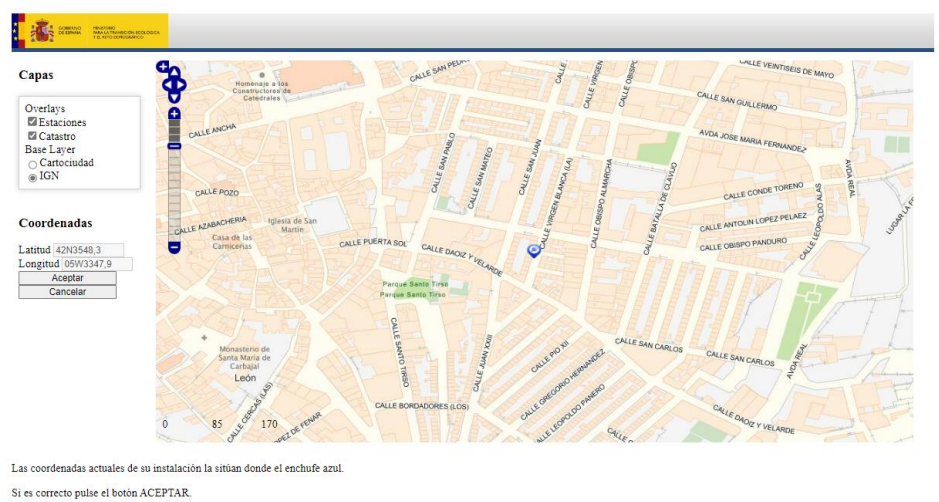 GOBIERNO
DE ESPAÑA
MINISTERIO
PARA LA TRANSICIÓN ECOLÓGICA
Y EL RETO DEMOGRÁFICO
Capas
Overlays
Estaciones
Catastro
Base Layer
Cartociudad
IGN
Coordenadas
Latitud 42N3548,3
Longitud 05W3347,9
Aceptar
Cancelar
Homenaje a los
Constructores de
Catedrales
CALLE SAN PEDRO
CALLE VIRGEN
CALLE OBISPO
CALLE VEINTISEIS DE MAYO
CALLE SAN GUILLERMO
AVDA JOSE MARIA FERNANDEZ
AVDA REAL
CALLE ANCHA
CALLE SAN PABLO
CALLE SAN MATEO
CALLE SAN JUAN
CALLE VIRGEN BLANCA (LA)
CALLE OBISPO ALMARCHA
CALLE BATALLA DE CLAVIJO
CALLE CONDE TORENO
CALLE LEOPOLDO ALAS
CALLE POZO
CALLE AZABACHERIA
Iglesia de San
Martín
Casa de las
Carnicerias
CALLE PUERTA SOL
CALLE DAOIZ Y VELARDE
CALLE ANTOLIN LOPEZ PELAEZ
CALLE OBISPO PANDURO
Parque Santo Tirso
Parque Santo Tirso
CALLE SANTO TIRSO
CALLE JUAN XXIII
CALLE PIO XII
CALLE GREGORIO HERNANDEZ
CALLE LEOPOLDO PANERO
CALLE SAN CARLOS
CALLE SAN CARLOS
AVDA REAL
Monasterio de
Santa María de
Carbajal
León
CALLE CERCAS (LAS)
CALLE BORDADORES (LOS)
CALLE DAOIZ Y VELARDE
0 85 170
Las coordenadas actuales de su instalación la sitúan donde el enchufe azul.
Si es correcto pulse el botón ACEPTAR.